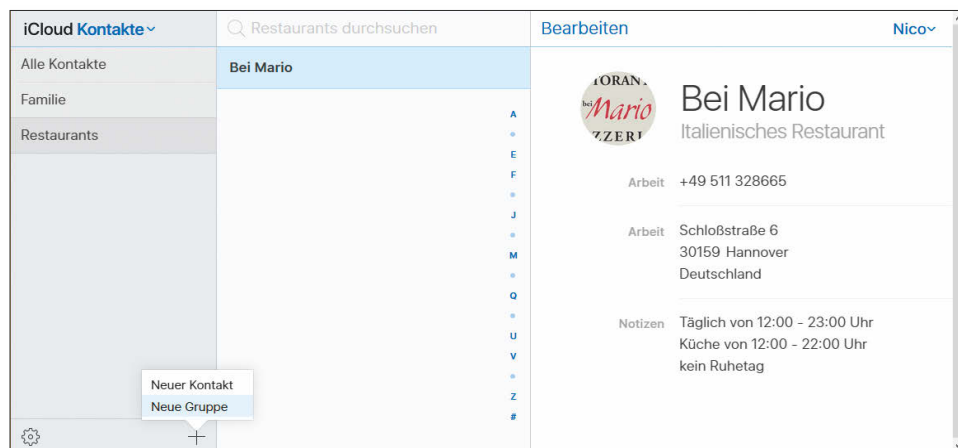 iCloud Kontakte
Alle Kontakte
Familie
Restaurants
Neuer Kontakt
Neue Gruppe
Restaurants durchsuchen
Bei Mario
A
E
F
J
M
Q
U
V
Z
#
Bearbeiten
Nico
bei Mario
Bei Mario
Italienisches Restaurant
Arbeit +49 511 328665
Arbeit Schloßstraße 6
30159 Hannover
Deutschland
Notizen Täglich von 12:00 - 23:00 Uhr
Küche von 12:00 - 22:00 Uhr
kein Ruhetag